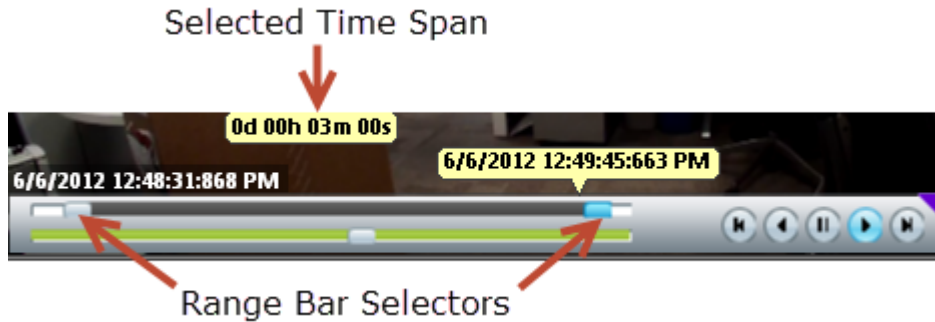 Selected Time Span
0d 00h 03m 00s
6/6/2012 12:49:45:663 PM
6/6/2012 12:48:31:868 PM
Range Bar Selectors